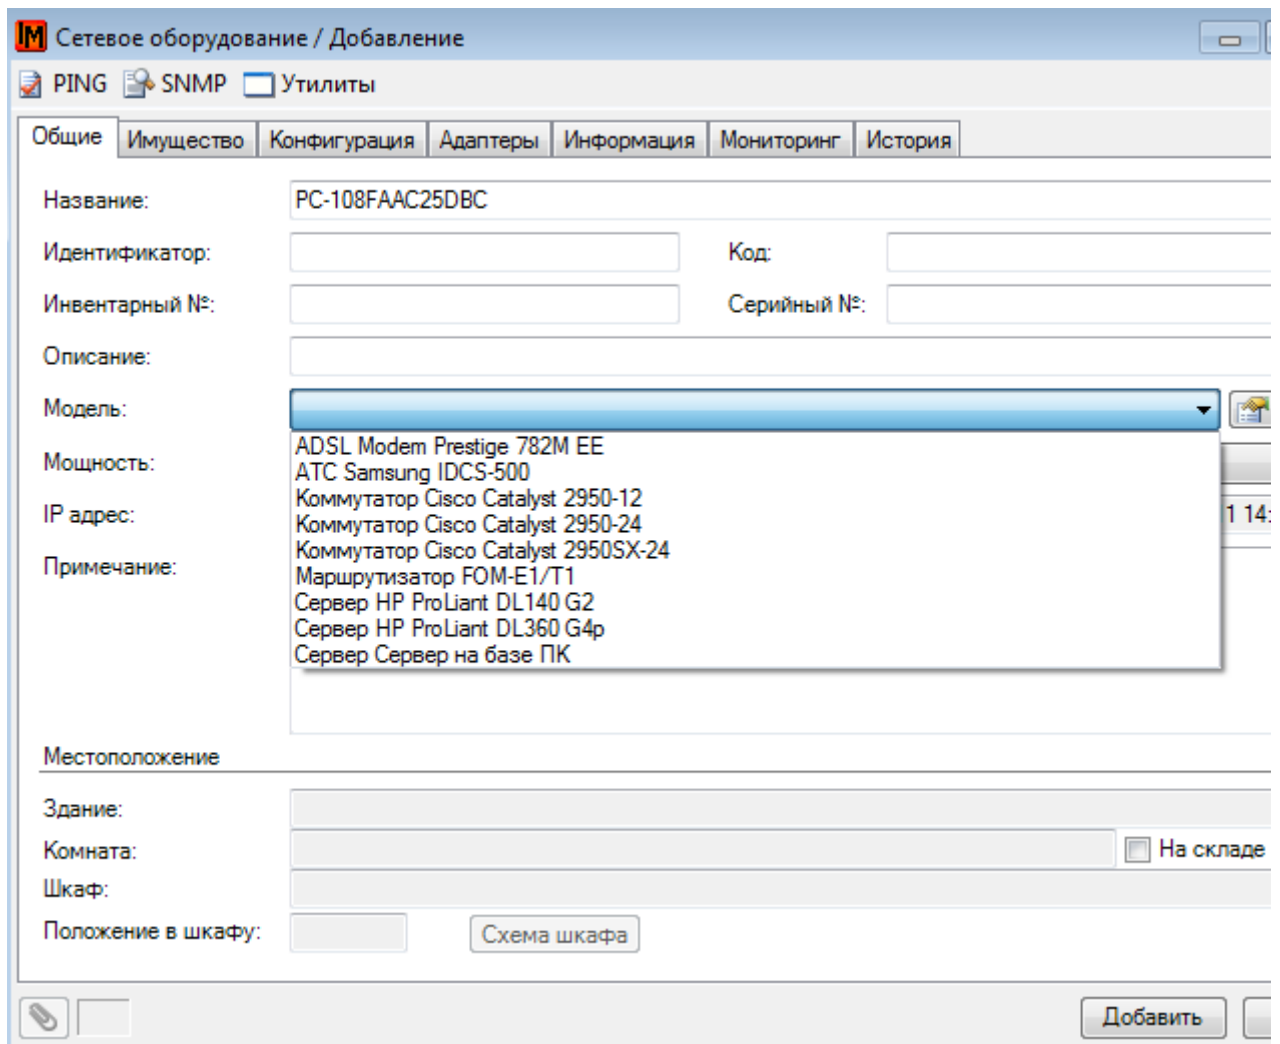 IM Сетевое оборудование / Добавление
PING SNMP Утилиты
Общие Имущество Конфигурация Адаптеры Информация Мониторинг История
Название: PC-108FAAC25DBC
Идентификатор: Код:
Инвентарный №: Серийный №:
Описание:
Модель:
ADSL Modem Prestige 782M EE
Мощность:
АТС Samsung IDCS-500
Коммутатор Cisco Catalyst 2950-12
IP адрес:
Коммутатор Cisco Catalyst 2950-24
1 14:
Коммутатор Cisco Catalyst 2950SX-24
Примечание:
Маршрутизатор FOM-E1/T1
Сервер HP ProLiant DL140 G2
Сервер HP ProLiant DL360 G4p
Сервер Сервер на базе ПК
Местоположение
Здание:
Комната: На складе
Шкаф:
Положение в шкафу: Схема шкафа
Добавить